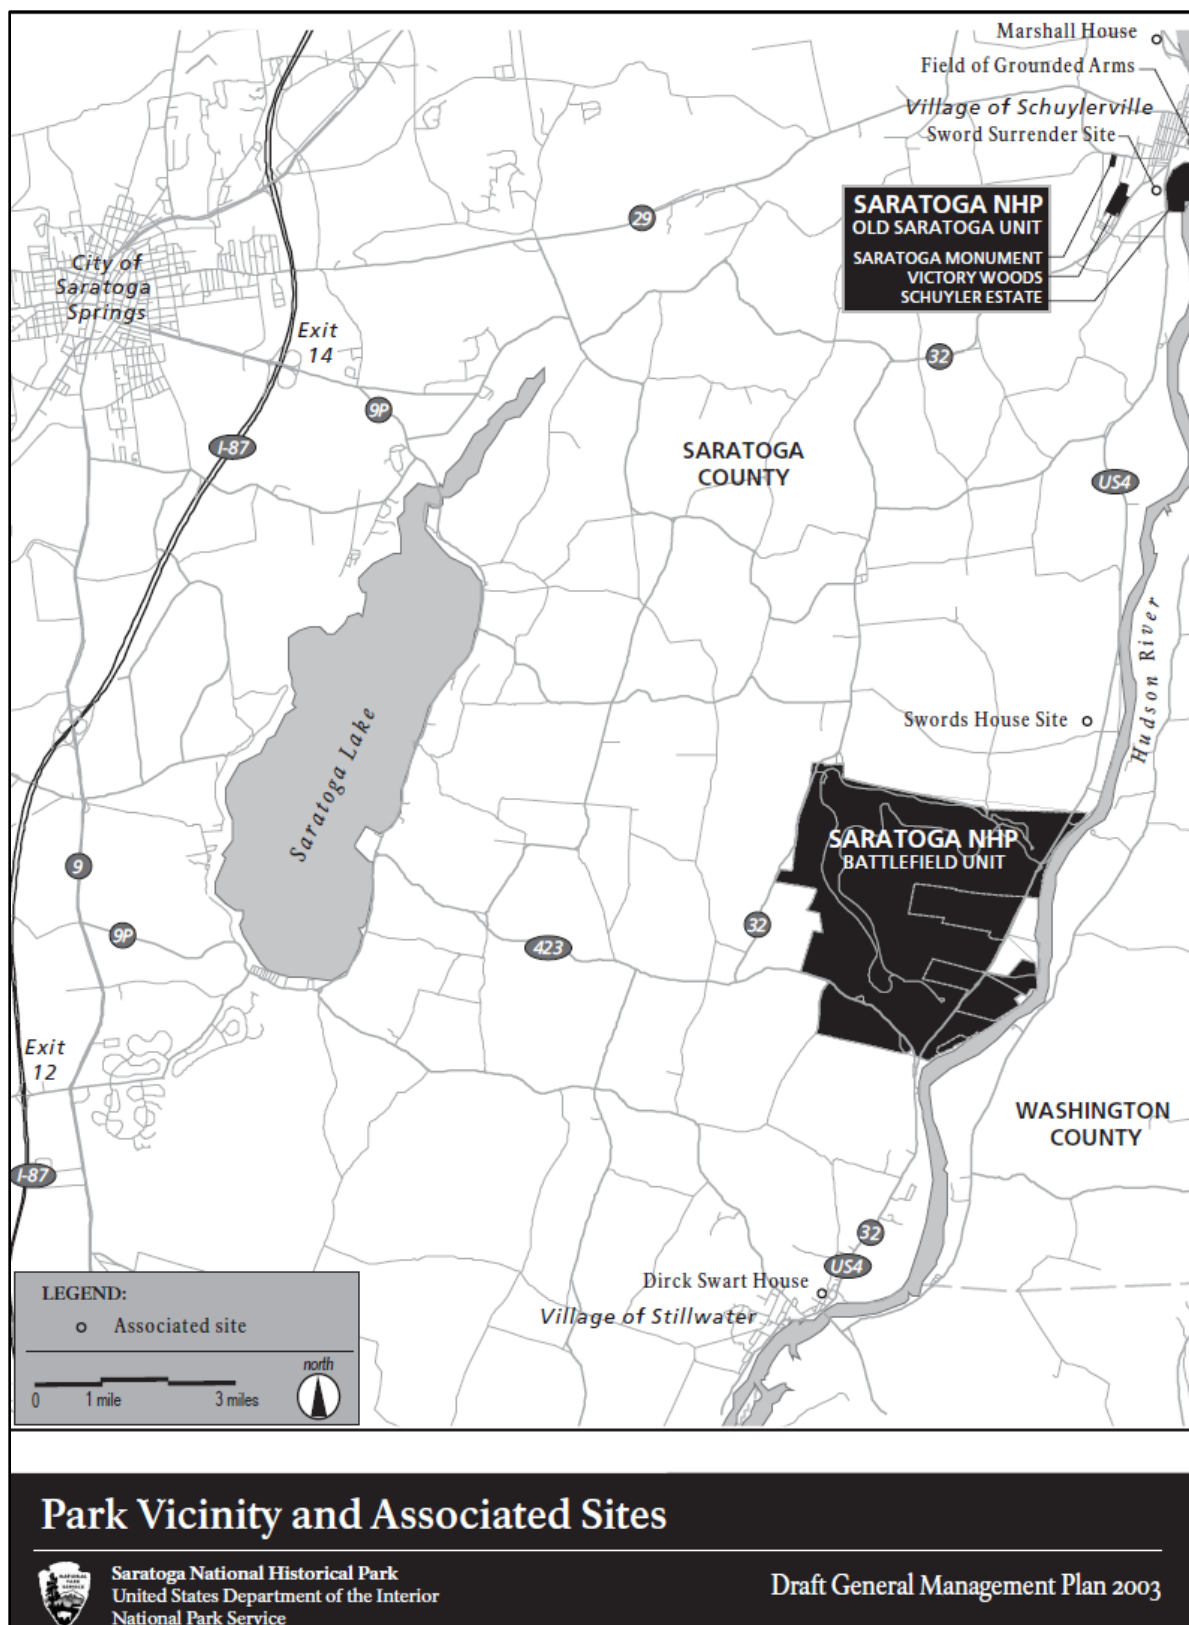 Marshall House
Field of Grounded Arms
Village of Schuylerville
Sword Surrender Site
SARATOGA NHP
OLD SARATOGA UNIT
SARATOGA MONUMENT
VICTORY WOODS
SCHUYLER ESTATE
29
City of
Saratoga
Springs
Exit
14
32
9P
I-87
SARATOGA
COUNTY
US4
Hudson River
Swords House Site
Saratoga Lake
SARATOGA NHP
BATTLEFIELD UNIT
9
9P
32
423
Exit
12
WASHINGTON
COUNTY
I-87
32
US4
Dirck Swart House
Village of Stillwater
LEGEND:
Associated site
north
0 1 mile 3 miles
Park Vicinity and Associated Sites
NATIONAL
PARK
SERVICE
Saratoga National Historical Park
United States Department of the Interior
National Park Service
Draft General Management Plan 2003